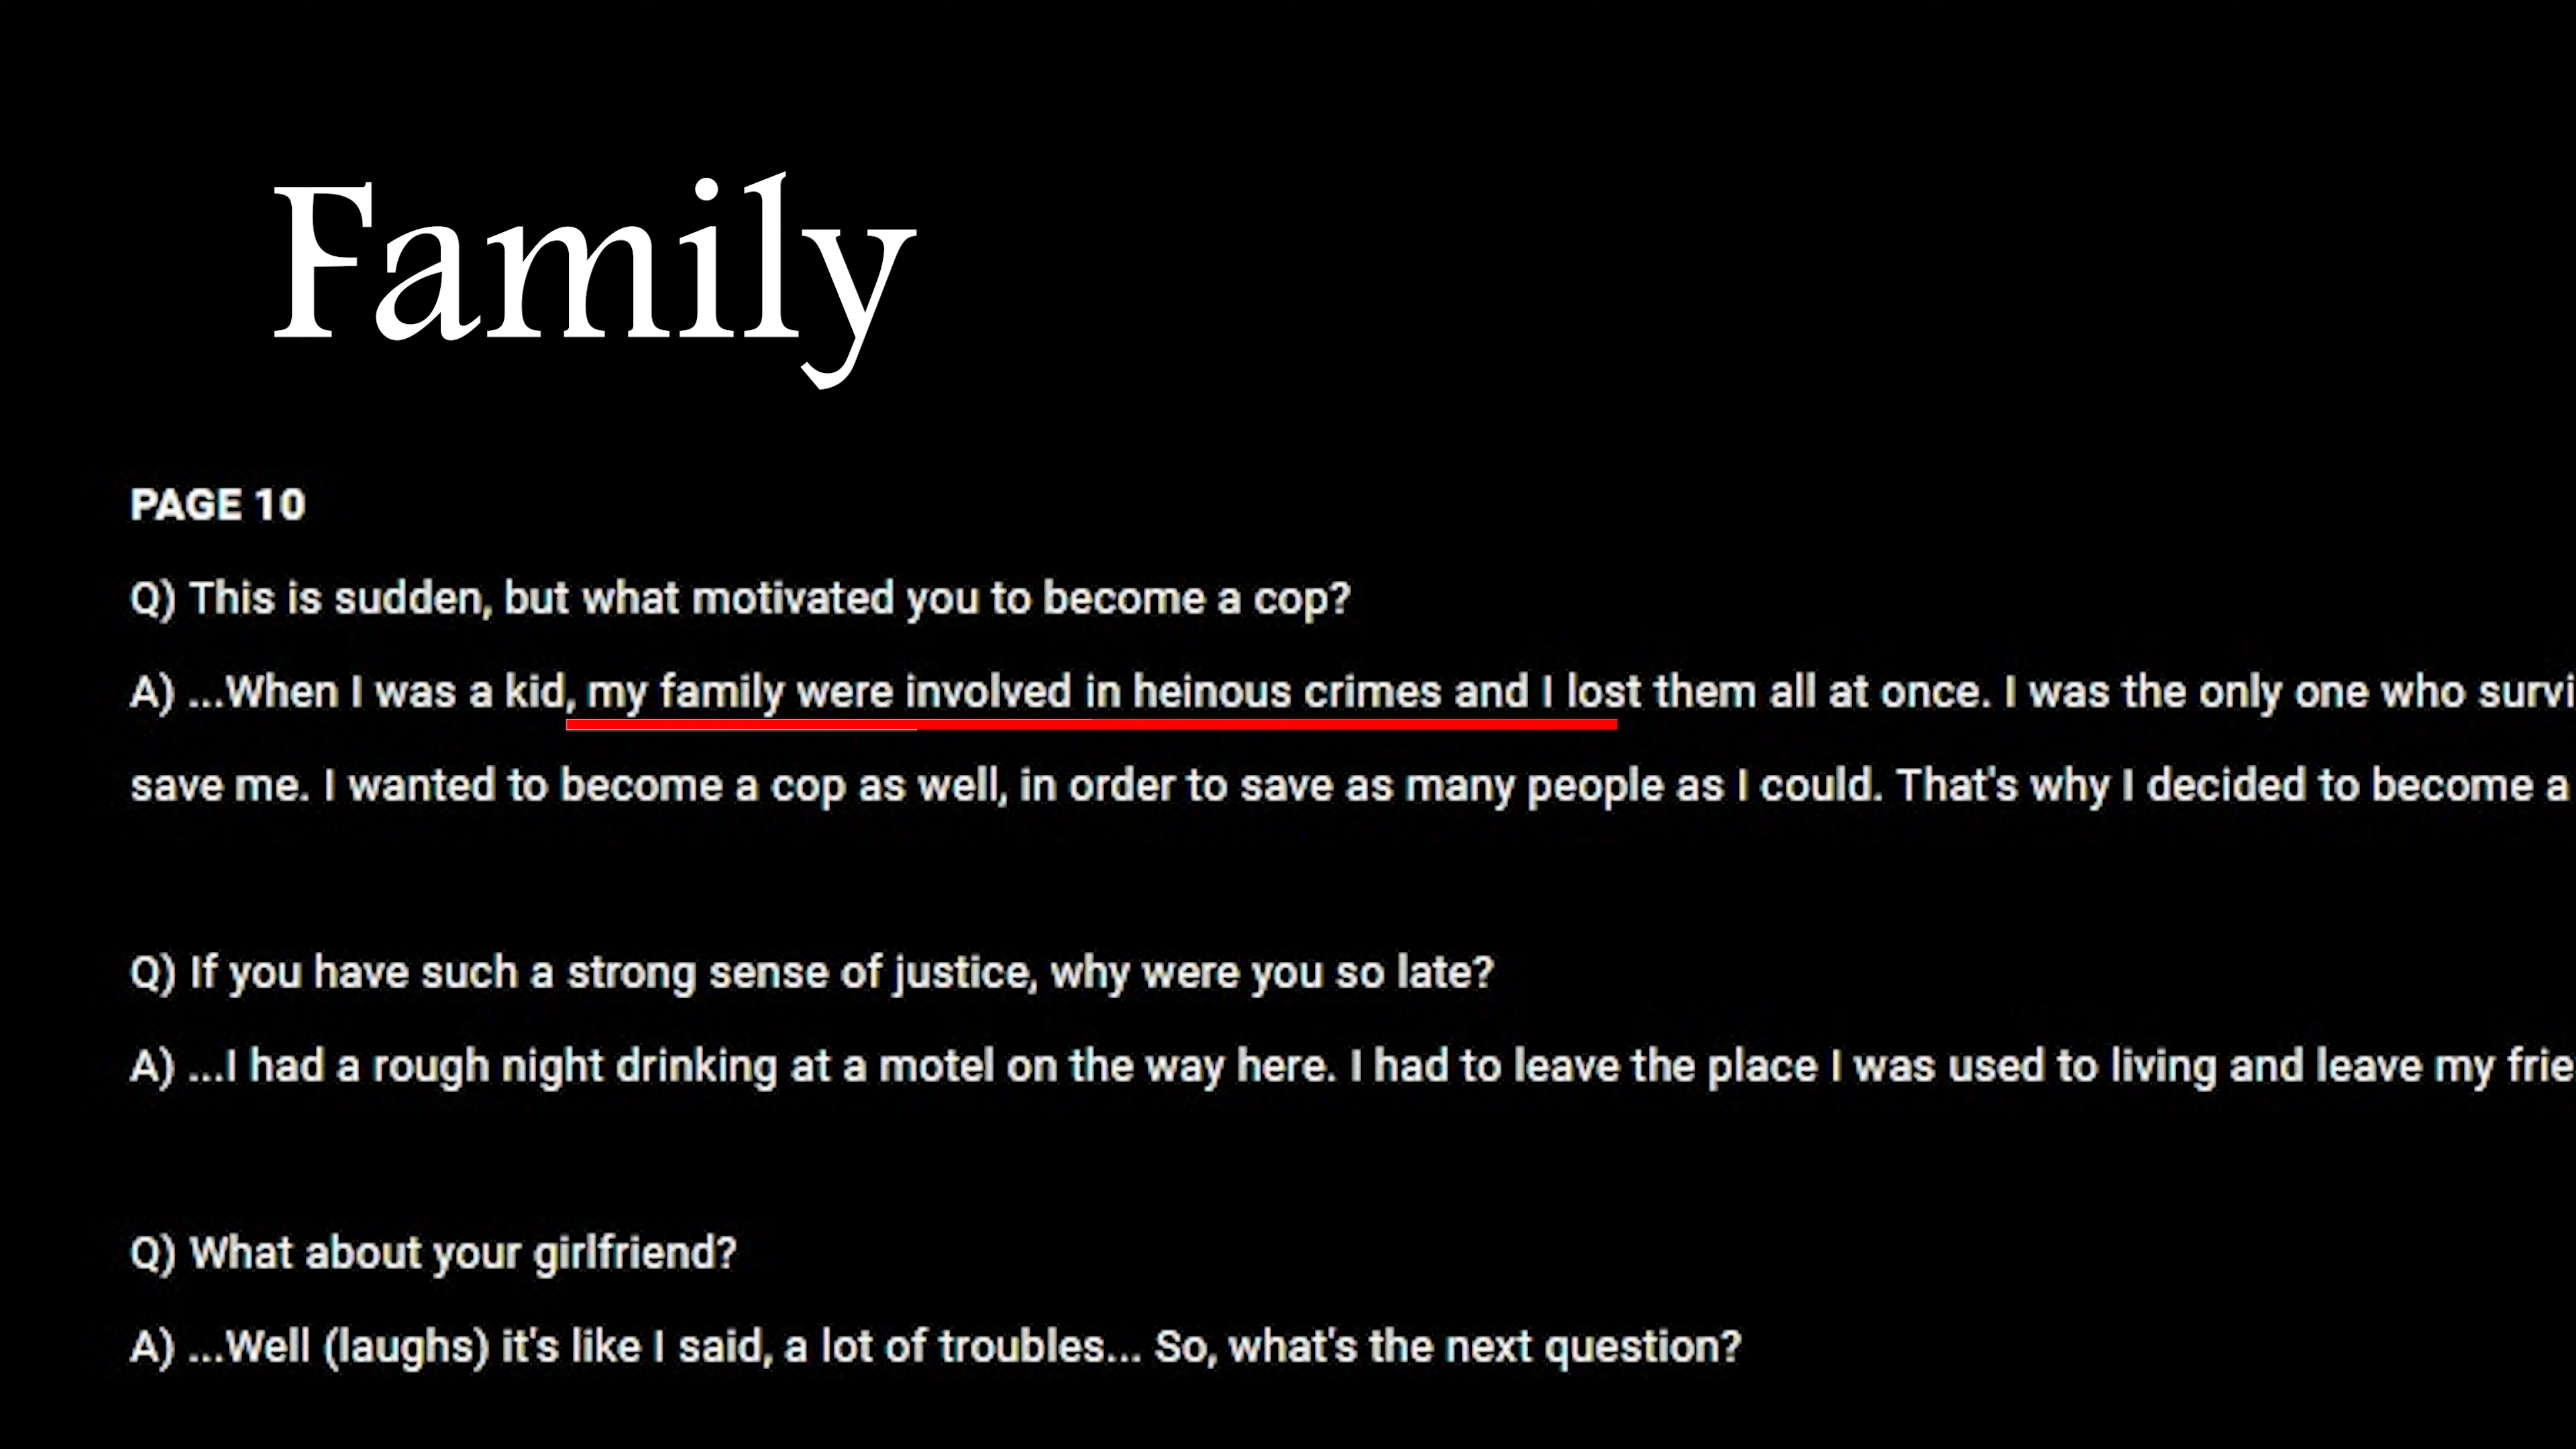 Family
PAGE 10
Q) This is sudden, but what motivated you to become a cop?
A) ...When I was a kid, my family were involved in heinous crimes and I lost them all at once. I was the only one who survi
save me. I wanted to become a cop as well, in order to save as many people as I could. That's why I decided to become a
Q) If you have such a strong sense of justice, why were you so late?
A) ...I had a rough night drinking at a motel on the way here. I had to leave the place I was used to living and leave my frie
Q) What about your girlfriend?
A) ...Well (laughs) it's like I said, a lot of troubles... So, what's the next question?